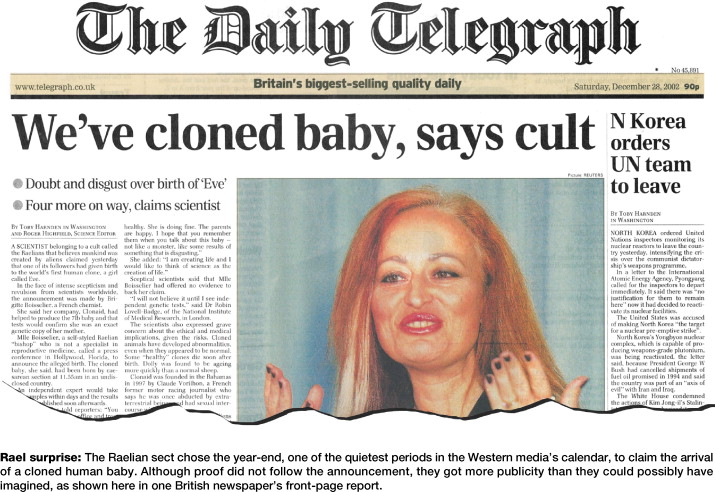 The Daily Telegraph
No 45,891
www.telegraph.co.uk
Britain's biggest-selling quality daily
Saturday, December 28, 2002 90p
We've cloned baby, says cult
Doubt and disgust over birth of 'Eve'
Four more on way, claims scientist
BY TOBY HARNDEN IN WASHINGTON
AND ROGER HIGHFIELD, SCIENCE EDITOR
A SCIENTIST belonging to a cult called
the Raelians that believes mankind was
created by aliens claimed yesterday
that one of its followers had given birth
to the world's first human clone, a girl
called Eve.
In the face of intense scepticism and
revulsion from scientists worldwide,
the announcement was made by Bri-
gitte Boisselier, a French chemist.
She said her company, Clonaid, had
helped to produce the 7lb baby and that
tests would confirm she was an exact
genetic copy of her mother.
Mlle Boisselier, a self-styled Raelian
"bishop" who is not a specialist in
reproductive medicine, called a press
conference in Hollywood, Florida, to
announce the alleged birth. The cloned
baby, she said, had been born by cae-
sarean section at 11.55am in an undis-
closed country.
An independent expert would take
samples within days and the results
published soon afterwards.
told reporters: "You
healthy. She is doing fine. The parents
are happy. I hope that you remember
them when you talk about this baby –
not like a monster, like some results of
something that is disgusting."
She added: "I am creating life and I
would like to think of science as the
creation of life."
Sceptical scientists said that Mlle
Boisselier had offered no evidence to
back her claim.
"I will not believe it until I see inde-
pendent genetic tests," said Dr Robin
Lovell-Badge, of the National Institute
of Medical Research, in London.
The scientists also expressed grave
concern about the ethical and medical
implications, given the risks. Cloned
animals have developed abnormalities,
even when they appeared to be normal.
Some "healthy" clones die soon after
birth. Dolly was found to be ageing
more quickly than a normal sheep.
Clonaid was founded in the Bahamas
in 1997 by Claude Vorilhon, a French
former motor racing journalist who
says he was once abducted by extra-
terrestrial had sexual inter-
course
Picture: REUTERS
N Korea
orders
UN team
to leave
BY TOBY HARNDEN
IN WASHINGTON
NORTH KOREA ordered United
Nations inspectors monitoring its
nuclear reactors to leave the coun-
try yesterday, intensifying the cri-
sis over the communist dictator-
ship's weapons programme.
In a letter to the International
Atomic Energy Agency, Pyongyang
called for the inspectors to depart
immediately. It said there was "no
justification for them to remain
here" now it had decided to reacti-
vate its nuclear facilities.
The United States was accused
of making North Korea "the target
for a nuclear pre-emptive strike".
North Korea's Yongbyon nuclear
complex, which is capable of pro-
ducing weapons-grade plutonium,
was being reactivated, the letter
said, because President George W
Bush had cancelled shipments of
fuel oil promised in 1994 and said
the country was part of an "axis of
evil" with Iran and Iraq.
The White House condemned
the actions of Kim Jong-il's Stalin-
Rael surprise: The Raelian sect chose the year-end, one of the quietest periods in the Western media's calendar, to claim the arrival
of a cloned human baby. Although proof did not follow the announcement, they got more publicity than they could possibly have
imagined, as shown here in one British newspaper's front-page report.